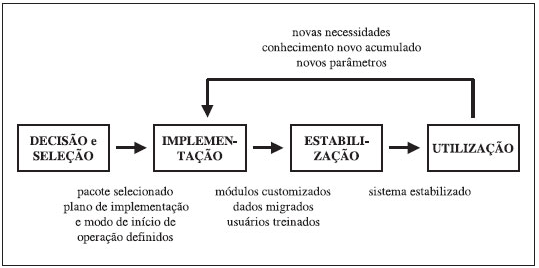 novas necessidades
conhecimento novo acumulado
novos parâmetros
DECISÃO e
SELEÇÃO
IMPLEMEN-
TAÇÃO
ESTABILI-
ZAÇÃO
UTILIZAÇÃO
pacote selecionado
plano de implementação
e modo de início de
operação definidos
módulos customizados
dados migrados
usuários treinados
sistema estabilizado